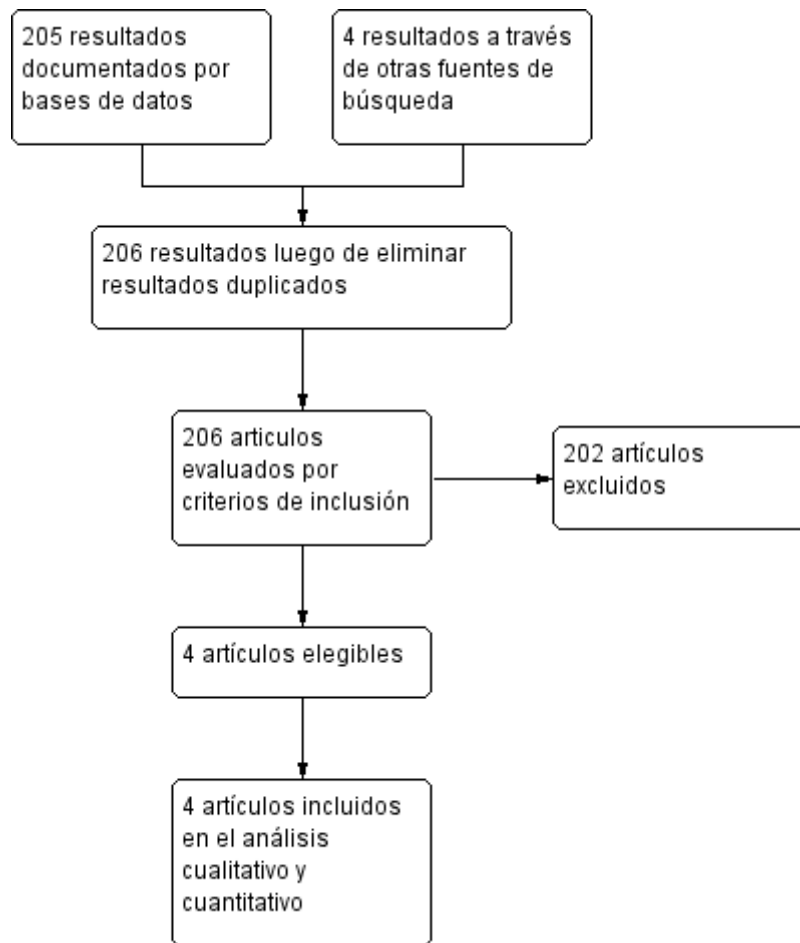 205 resultados
documentados por
bases de datos
4 resultados a través
de otras fuentes de
búsqueda
206 resultados luego de eliminar
resultados duplicados
206 articulos
evaluados por
criterios de inclusión
202 artículos
excluidos
4 artículos elegibles
4 artículos incluidos
en el análisis
cualitativo y
cuantitativo